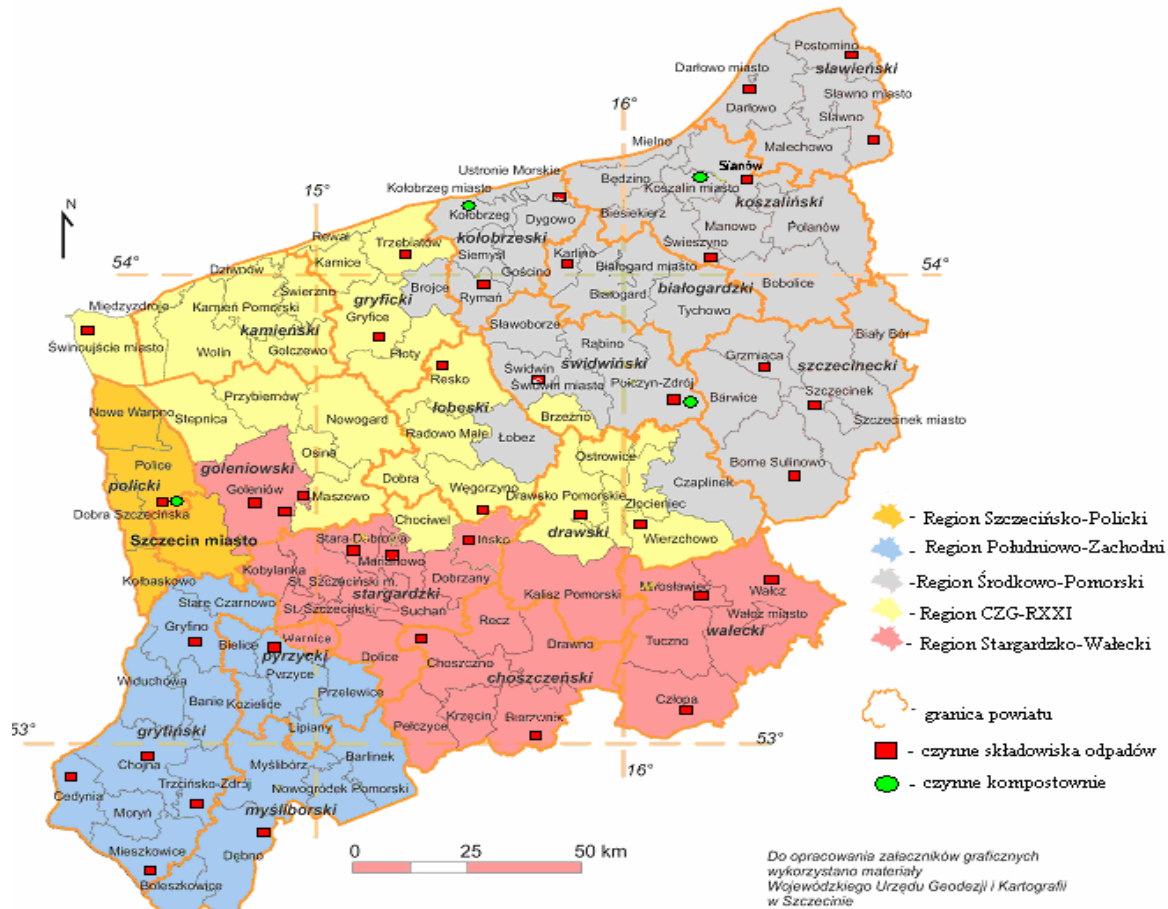 Postomino
Darłowo miasto
sławieński
Sławno miasto
Darłowo
Sławno
16°
Mielno
Malechowo
Sianów
Ustronie Morskie
Będzino
Koszalin miasto
Kołobrzeg miasto
15°
koszaliński
N
Kołobrzeg
Dygowo
Biesiekierz
Manowo
Polanów
Rewal
Trzebiatów
kołobrzeski
Siemyśl
Karlino
Świeszyno
54°
Karnice
Gościno
Białogard miasto
54°
Dziwnów
Świerzno
Brojce
Rymań
Białogard
białogardzki
Bobolice
Międzyzdroje
Kamień Pomorski
gryficki
Tychowo
kamieński
Gryfice
Sławoborze
Biały Bór
Świnoujście miasto
Wolin
Golczewo
Płoty
Rąbino
Grzmiąca
świdwiński
szczecinecki
Resko
Świdwin
Świdwin miasto
Połczyn-Zdrój
Szczecinek
Przybiernów
Barwice
Nowe Warpno
Stepnica
Nowogard
łobeski
Brzeżno
Szczecinek miasto
Radowo Małe
Łobez
Osina
Ostrowice
Police
goleniowski
Borne Sulinowo
policki
Goleniów
Dobra
Węgorzyno
Czaplinek
Maszewo
Drawsko Pomorskie
Złocieniec
Dobra Szczecińska
Chociwel
- Region Szczecińsko-Policki
Szczecin miasto
Stara Dąbrowa
Ińsko
drawski
Wierzchowo
- Region Południowo-Zachodni
Kobylanka
Marianowo
Kołbaskowo
St. Szczeciński m.
Dobrzany
Mirosławiec
Wałcz
-Region Środkowo-Pomorski
stargardzki
Kalisz Pomorski
Stare Czarnowo
St. Szczeciński
Suchań
Wałcz miasto
- Region CZG-RXXI
Gryfino
Bielice
Warnice
Recz
wałecki
- Region Stargardzko-Wałecki
pyrzycki
Dolice
Drawno
Tuczno
Pyrzyce
Choszczno
Widuchowa
Przelewice
choszczeński
Banie
Kozielice
Człopa
- granica powiatu
Pełczyce
Krzęcin
Bierzwnik
53°
gryfiński
Lipiany
53°
- czynne składowiska odpadów
Chojna
Myślibórz
Barlinek
16°
Cedynia
Trzcińsko-Zdrój
Nowogródek Pomorski
- czynne kompostownie
Moryń
myśliborski
Mieszkowice
Dębno
0 25 50 km
Boleszkowice
Do opracowania załaczników graficznych
wykorzystano materiały
Wojewódzkiego Urzędu Geodezji i Kartografii
w Szczecinie